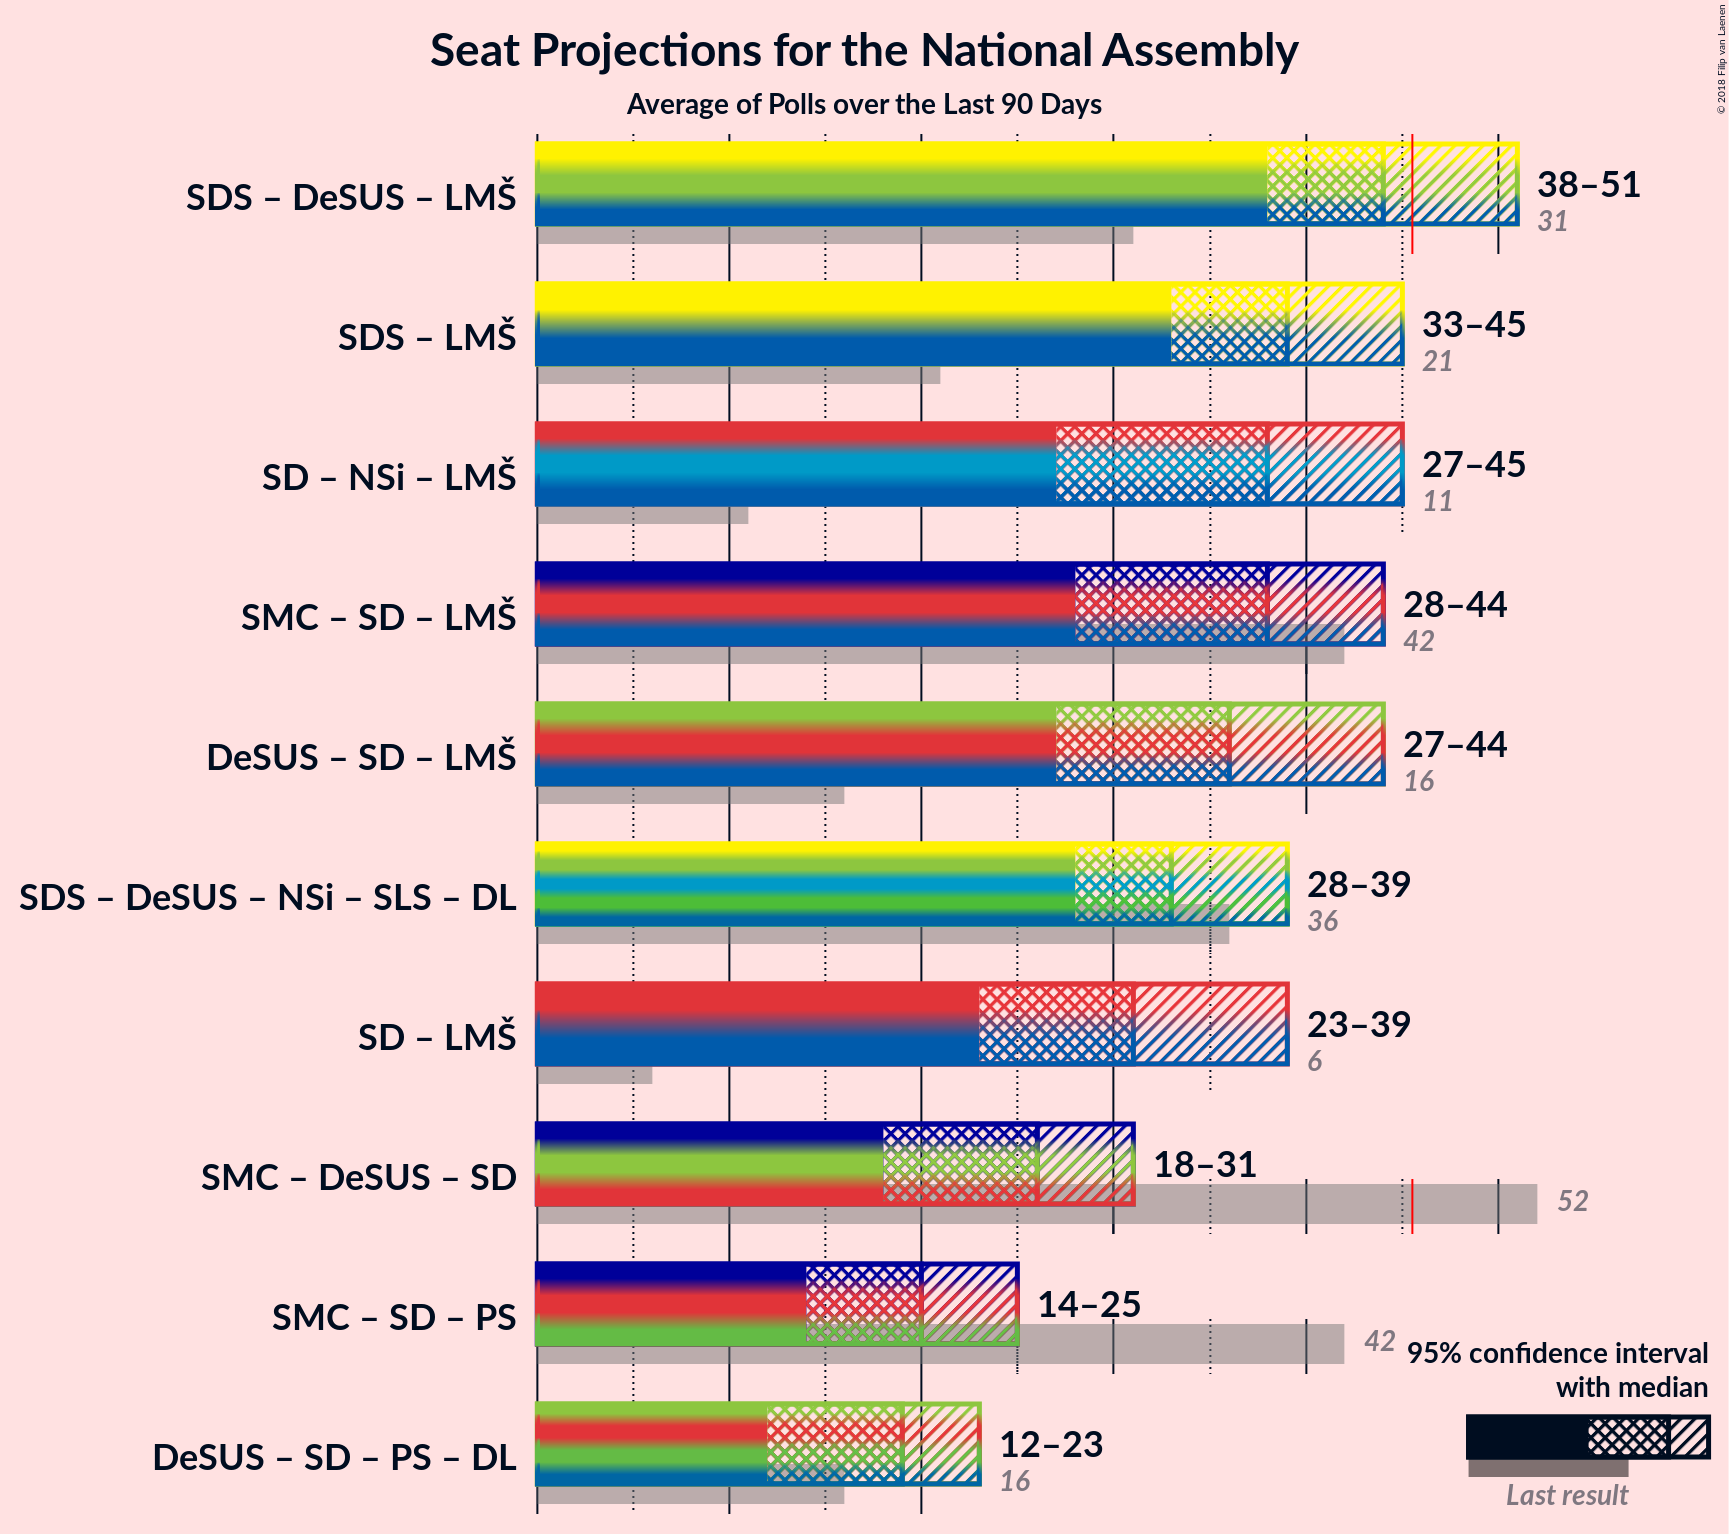 Seat Projections for the National Assembly
Average of Polls over the Last 90 Days
© 2018 Filip van Laenen
SDS – DeSUS – LMŠ
38–51
31
SDS – LMŠ
33–45
21
SD – NSi – LMŠ
27–45
11
SMC – SD – LMŠ
28–44
42
DeSUS – SD – LMŠ
27–44
16
SDS – DeSUS – NSi – SLS – DL
28–39
36
SD – LMŠ
23–39
6
SMC – DeSUS – SD
18–31
52
SMC – SD – PS
14–25
42
DeSUS – SD – PS – DL
12–23
16
95% confidence interval
with median
Last result